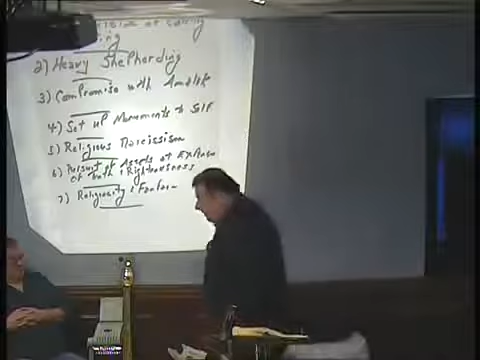 2) Heavy Shepherding
3) Compromise with Amalek
4) Set up Monuments to Self
5) Religious Narcissism
6) Pursuit of Assets at Expense
of Truth & Righteousness
7) Religiosity &